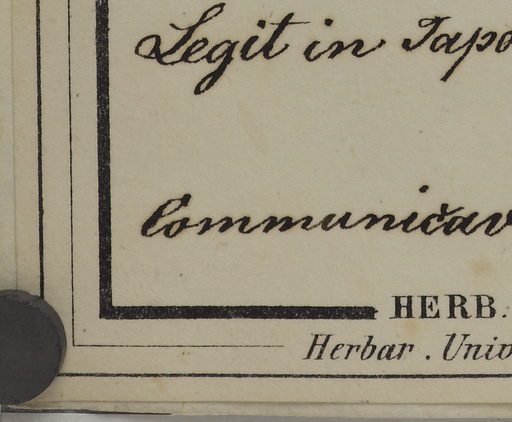 Legit in Japo
Communicav
HERB.
Herbar. Univ